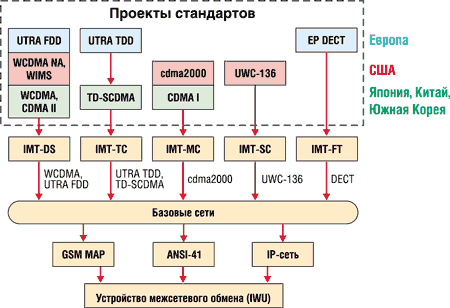 Проекты стандартов
UTRA FDD
UTRA TDD
EP DECT
Европа
WCDMA NA,
WIMS
cdma2000
UWC-136
США
WCDMA,
CDMA II
TD-SCDMA
CDMA I
Япония, Китай,
Южная Корея
IMT-DS
IMT-TC
IMT-MC
IMT-SC
IMT-FT
WCDMA,
UTRA FDD
UTRA TDD,
TD-SCDMA
cdma2000
UWC-136
DECT
Базовые сети
GSM MAP
ANSI-41
IP-сеть
Устройство межсетевого обмена (IWU)